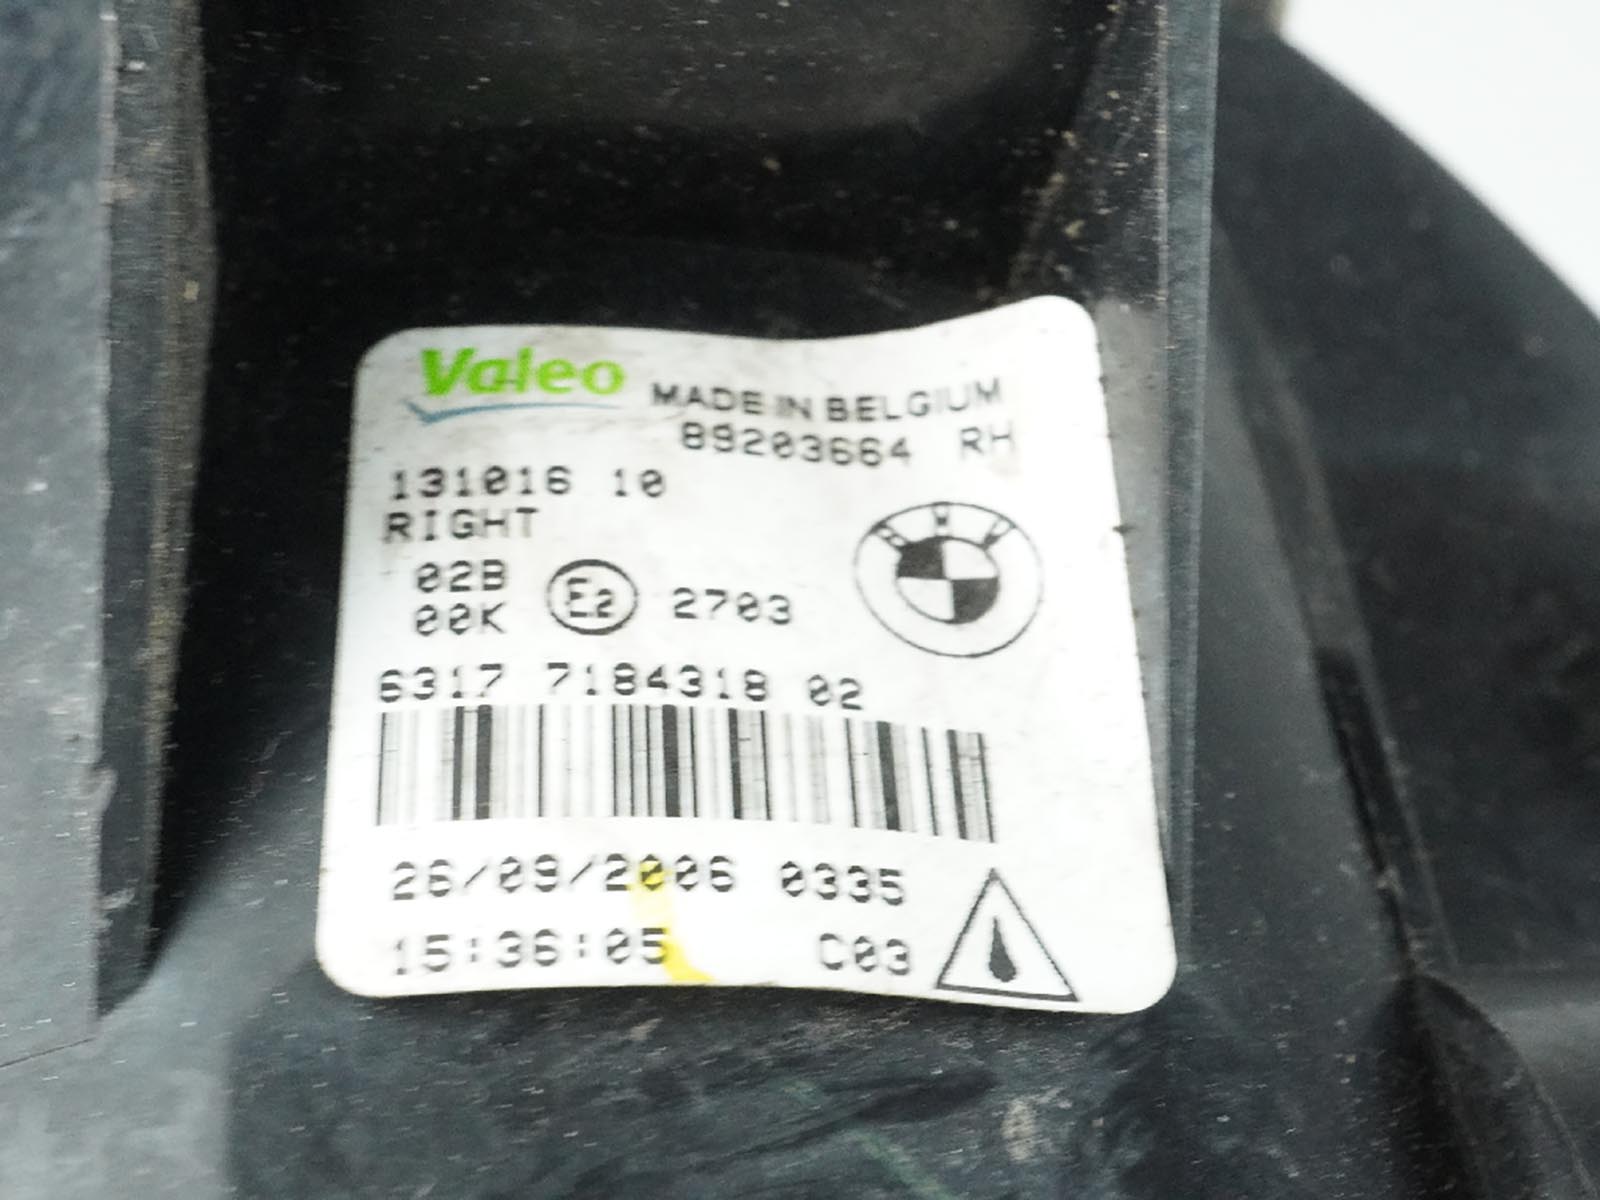 Valeo MADE IN BELGIUM
89203664 RH
131016 10
RIGHT
BMW
02B
00K
E2 2703
6317 7184318 02
26/09/2006 0335
15:36:05 C03